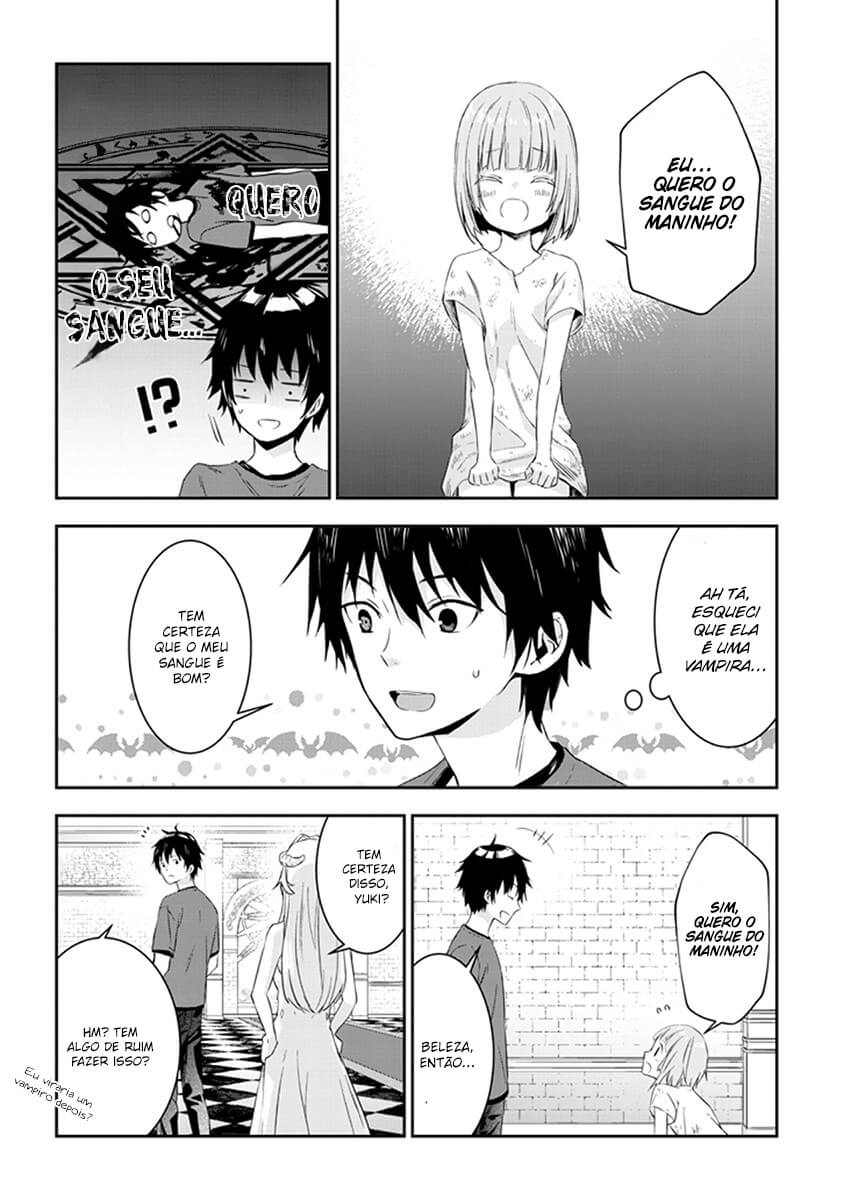 EU...
QUERO O
SANGUE DO
MANINHO!
QUERO
O SEU
SANGUE...
!?
AH TÁ,
ESQUECI
QUE ELA
É UMA
VAMPIRA...
TEM
CERTEZA
QUE O MEU
SANGUE É
BOM?
SIM,
QUERO O
SANGUE DO
MANINHO!
BELEZA,
ENTÃO...
TEM
CERTEZA
DISSO,
YUKI?
HM? TEM
ALGO DE
RUIM
FAZER ISSO?
Eu viraria um
vampiro depois?